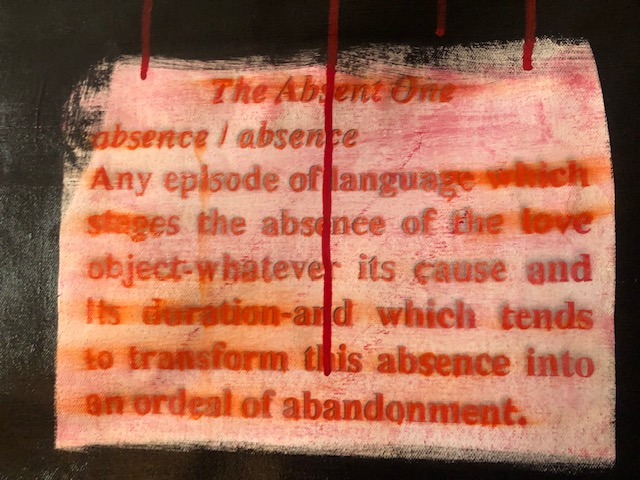 The Absent One
absence / absence
Any episode of language which
stages the absence of the love
object-whatever its cause and
its duration-and which tends
to transform this absence into
an ordeal of abandonment.